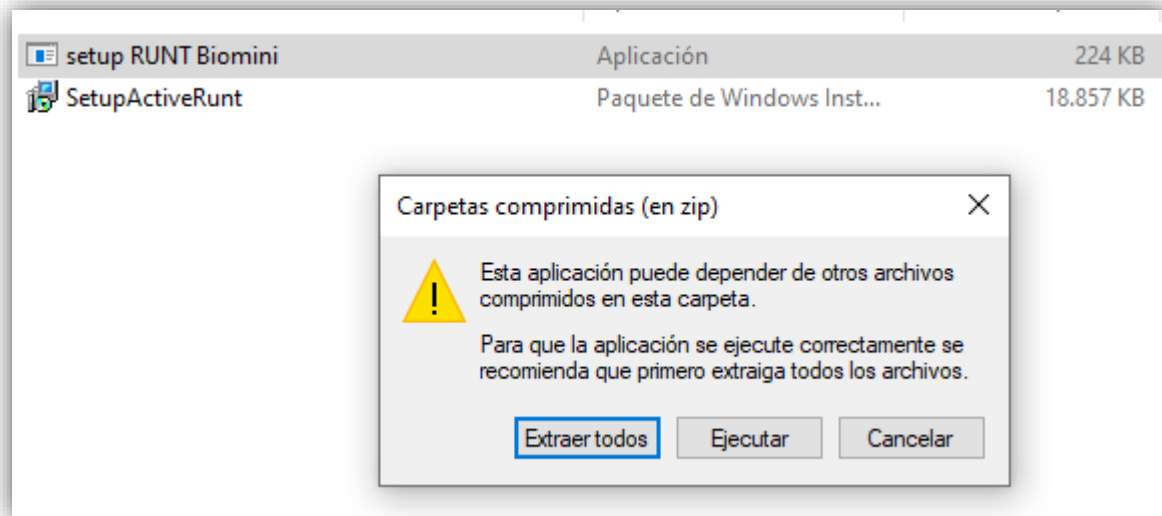 setup RUNT Biomini Aplicación 224 KB
SetupActiveRunt Paquete de Windows Inst... 18.857 KB
Carpetas comprimidas (en zip)
Esta aplicación puede depender de otros archivos
comprimidos en esta carpeta.
Para que la aplicación se ejecute correctamente se
recomienda que primero extraiga todos los archivos.
Extraer todos Ejecutar Cancelar